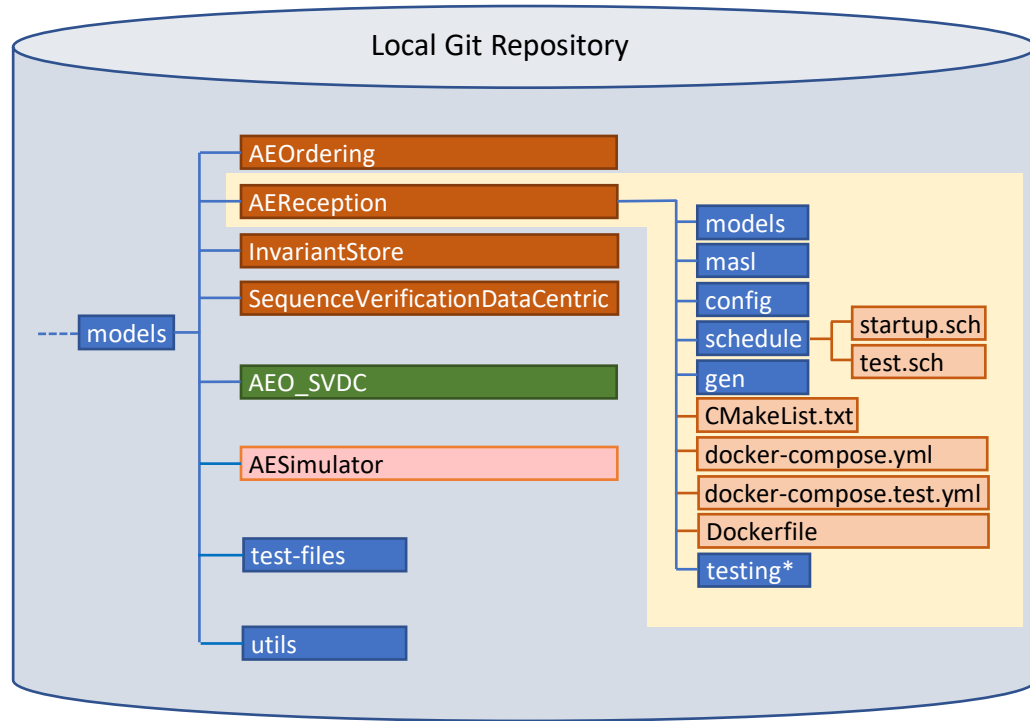 Local Git Repository
models
AEOrdering
AEReception
InvariantStore
SequenceVerificationDataCentric
AEO_SVDC
AESimulator
test-files
utils
models
masl
config
schedule
gen
CMakeList.txt
docker-compose.yml
docker-compose.test.yml
Dockerfile
testing*
startup.sch
test.sch